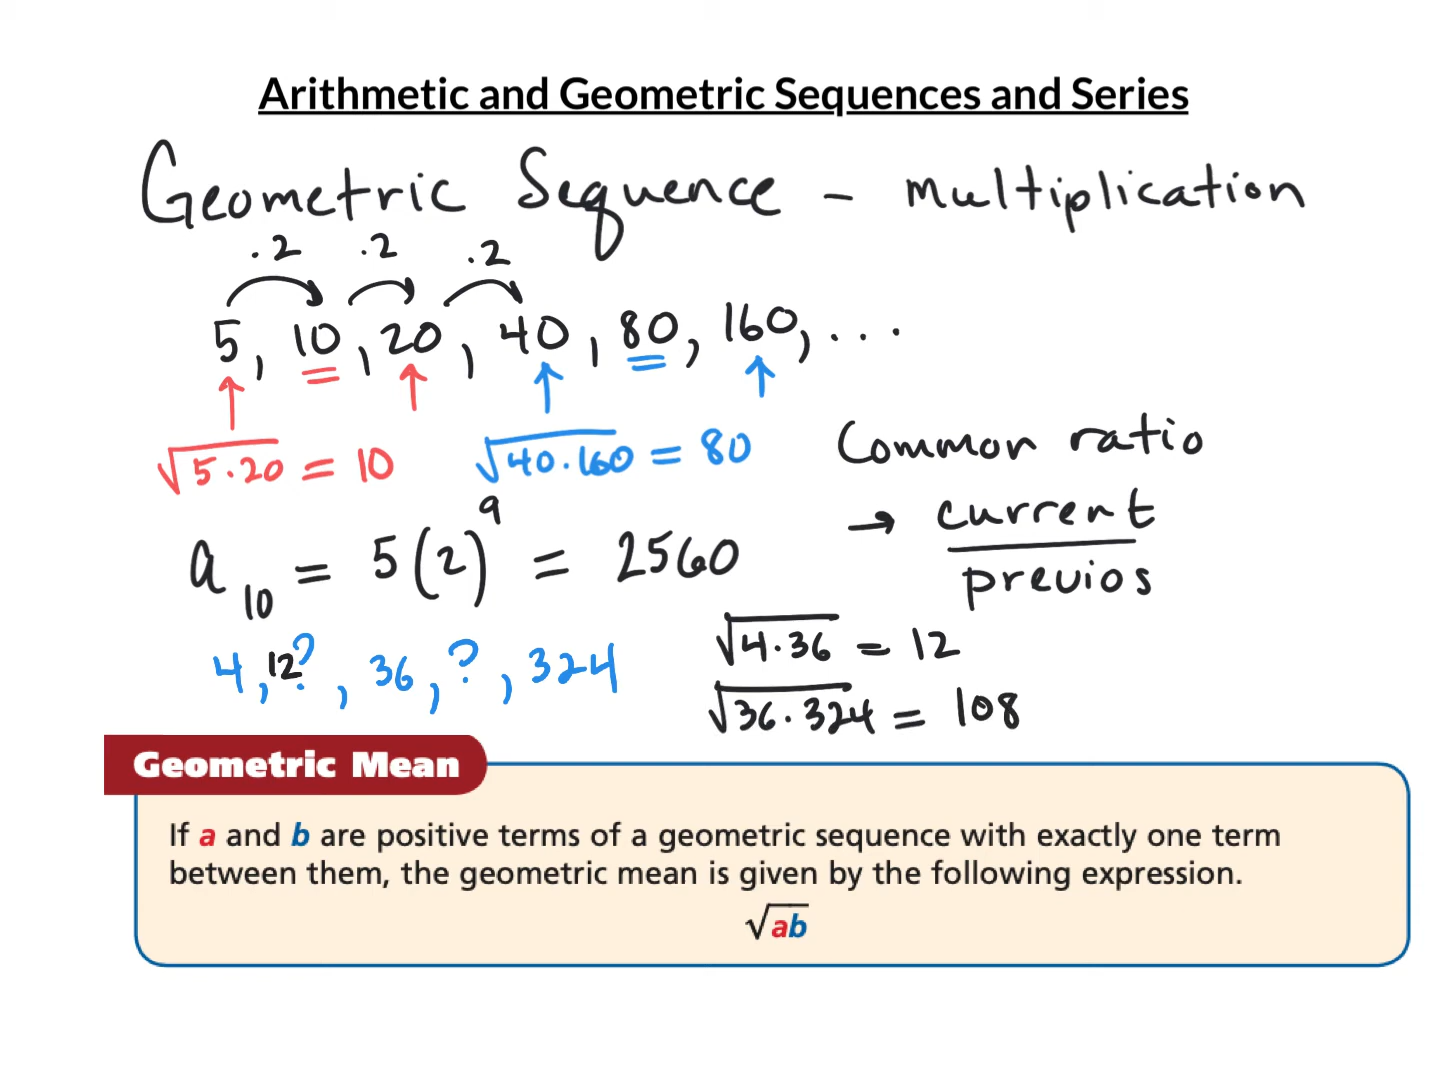 Arithmetic and Geometric Sequences and Series
Geometric Sequence - multiplication
.2 .2 .2
5, 10, 20, 40, 80, 160, ...
√5.20 = 10 √40.160 = 80
Common ratio
→ current
previos
a10 = 5(2)^9 = 2560
√4.36 = 12
4, 12?, 36, ?, 324
√36.324 = 108
Geometric Mean
If a and b are positive terms of a geometric sequence with exactly one term
between them, the geometric mean is given by the following expression.
√ab